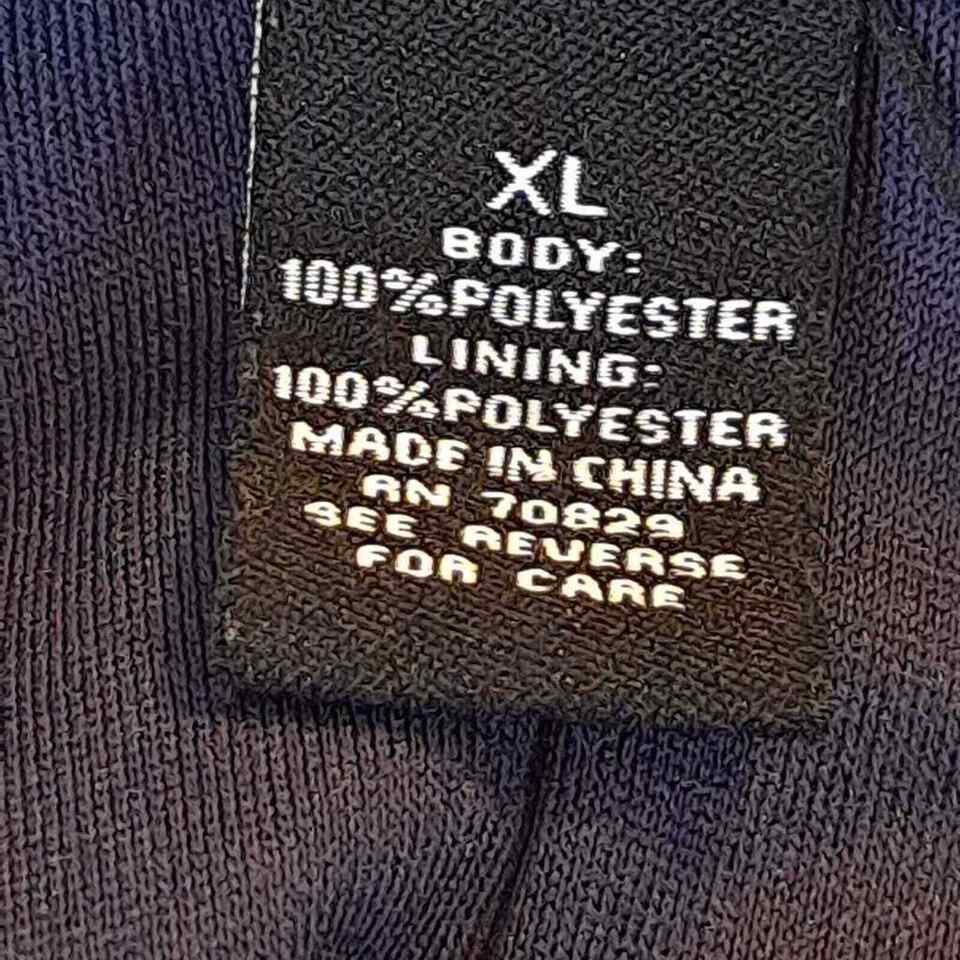 XL
BODY:
100%POLYESTER
LINING:
100%POLYESTER
MADE IN CHINA
RN 70829
SEE REVERSE
FOR CARE